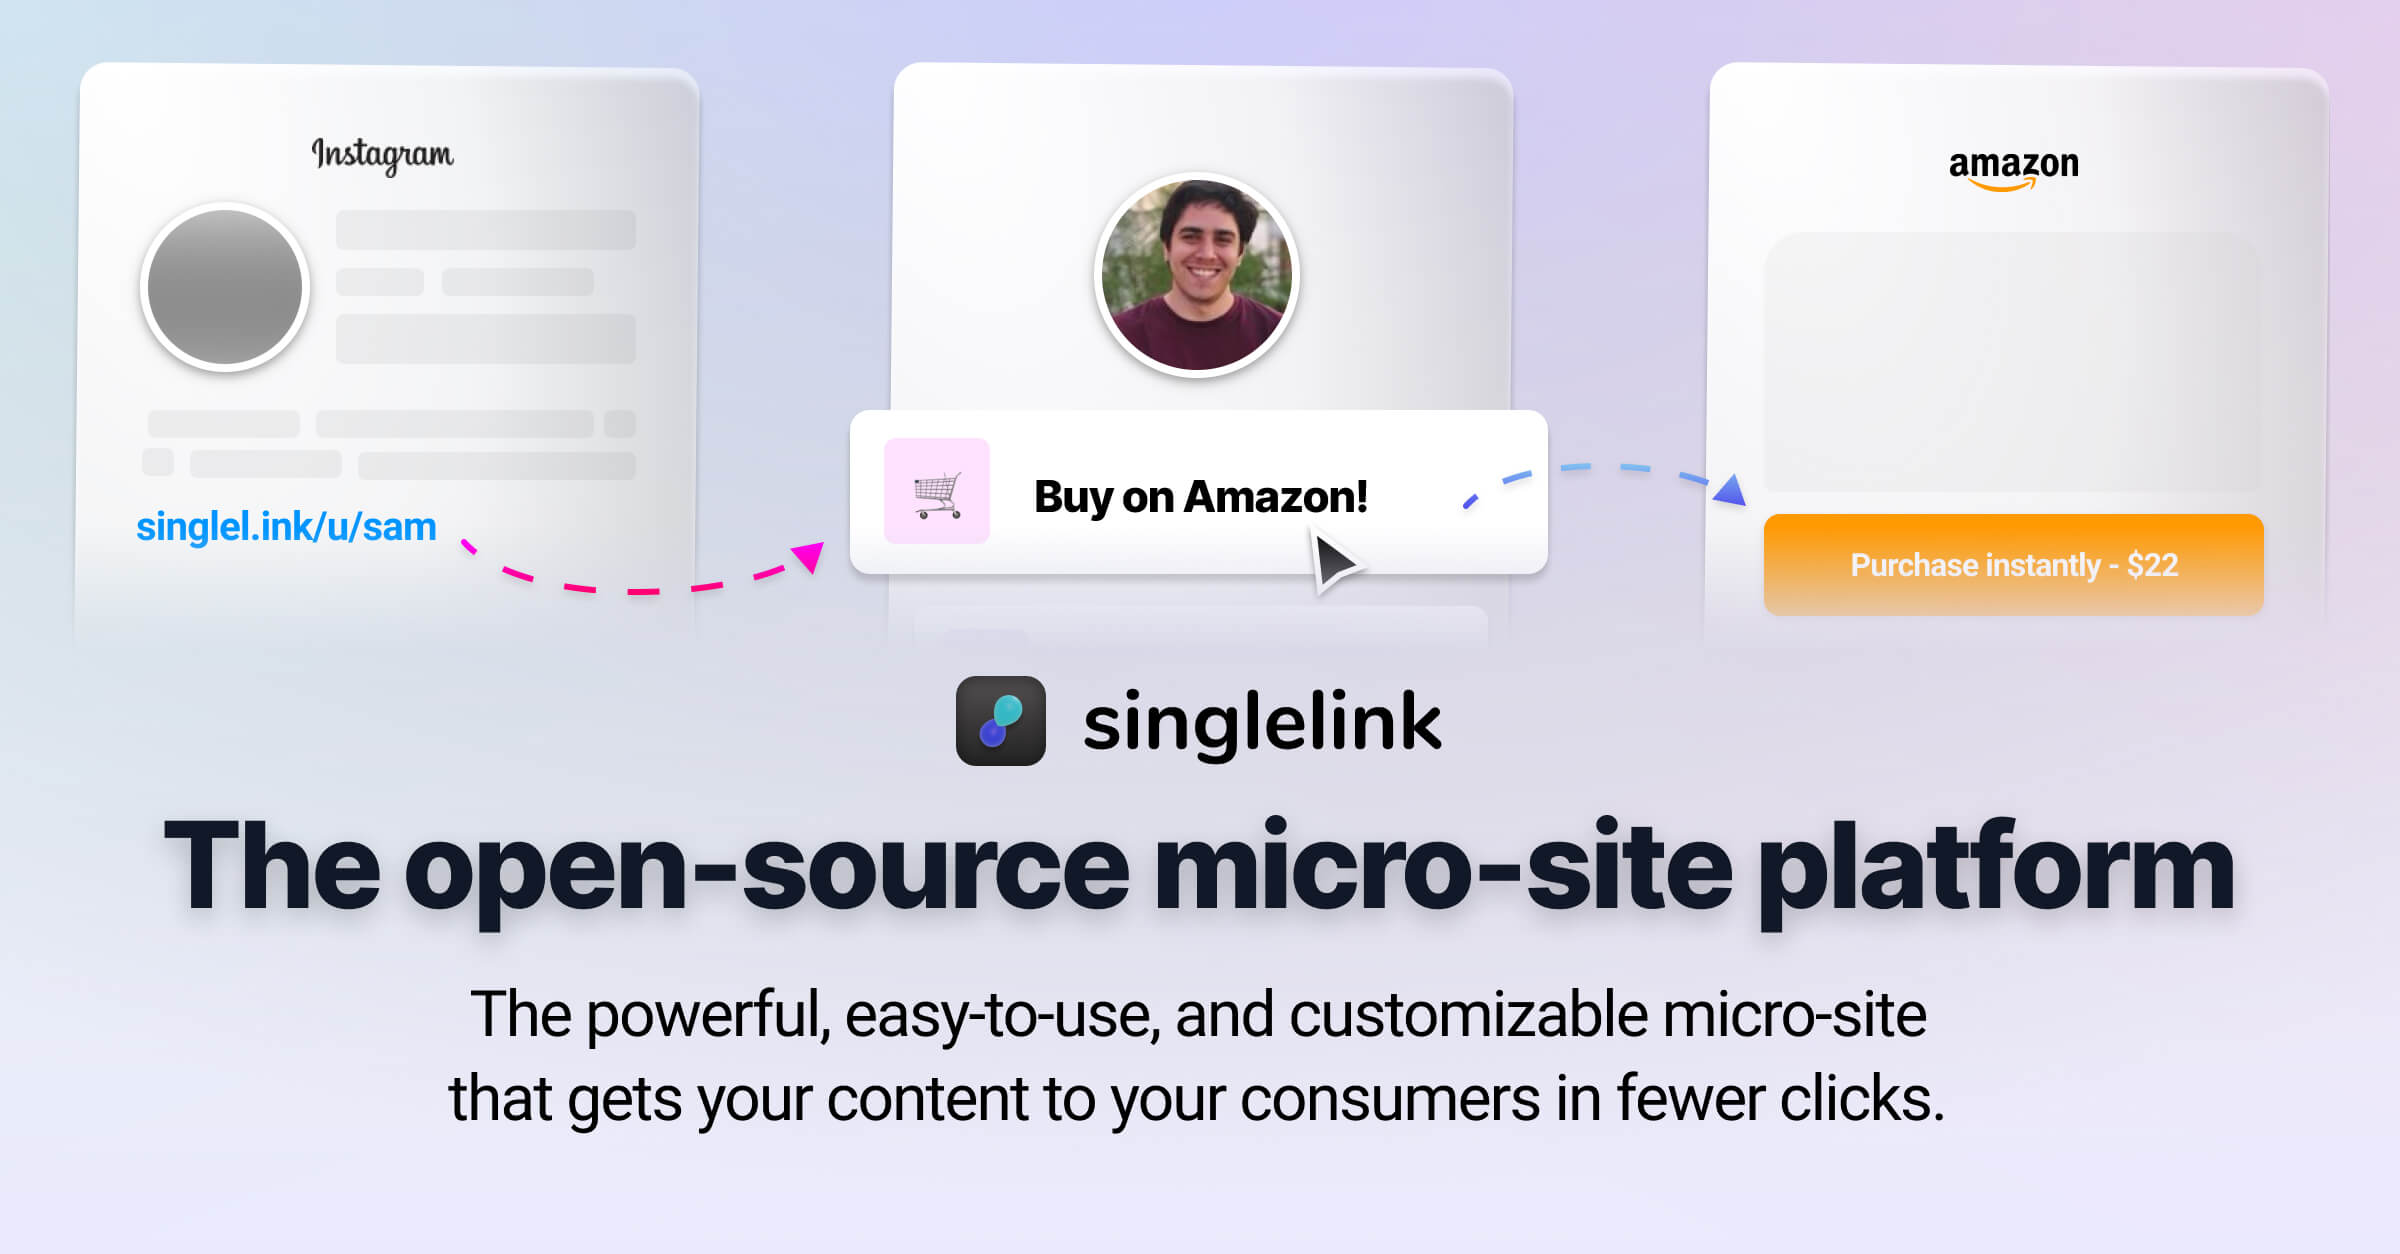 Instagram
singlel.ink/u/sam
Buy on Amazon!
amazon
Purchase instantly - $22
singlelink
The open-source micro-site platform
The powerful, easy-to-use, and customizable micro-site
that gets your content to your consumers in fewer clicks.